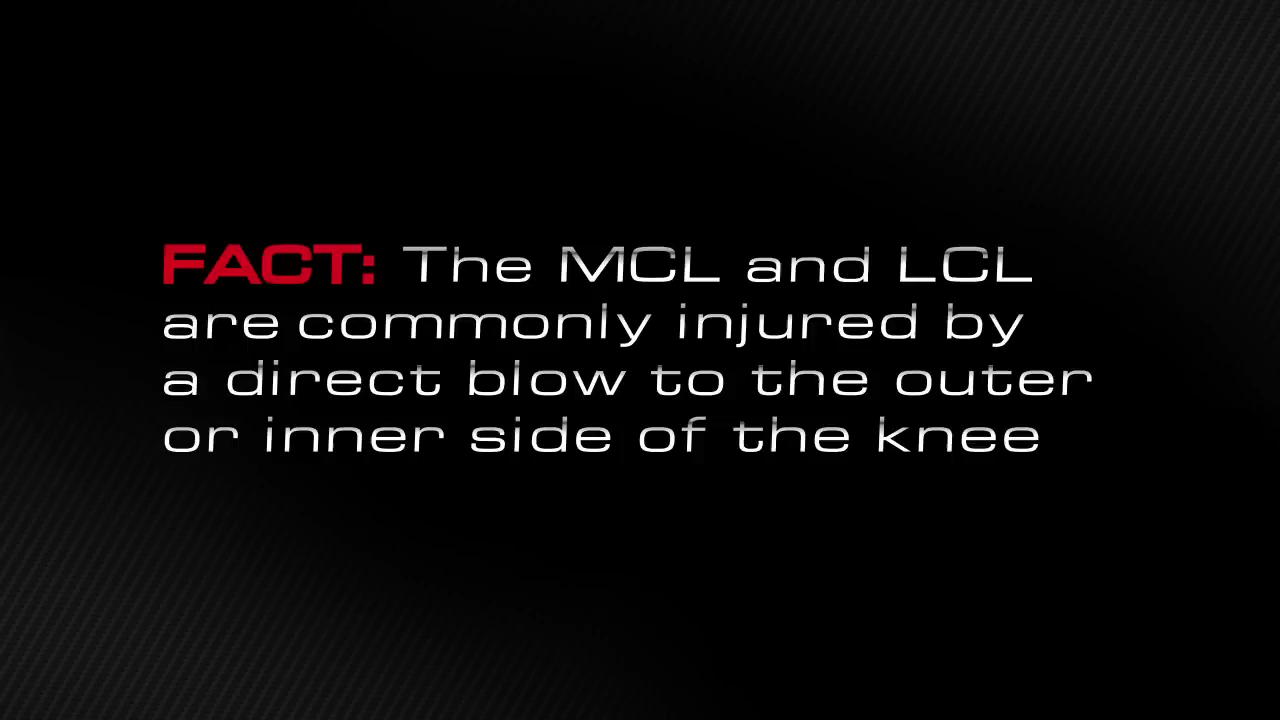 FACT: The MCL and LCL
are commonly injured by
a direct blow to the outer
or inner side of the knee